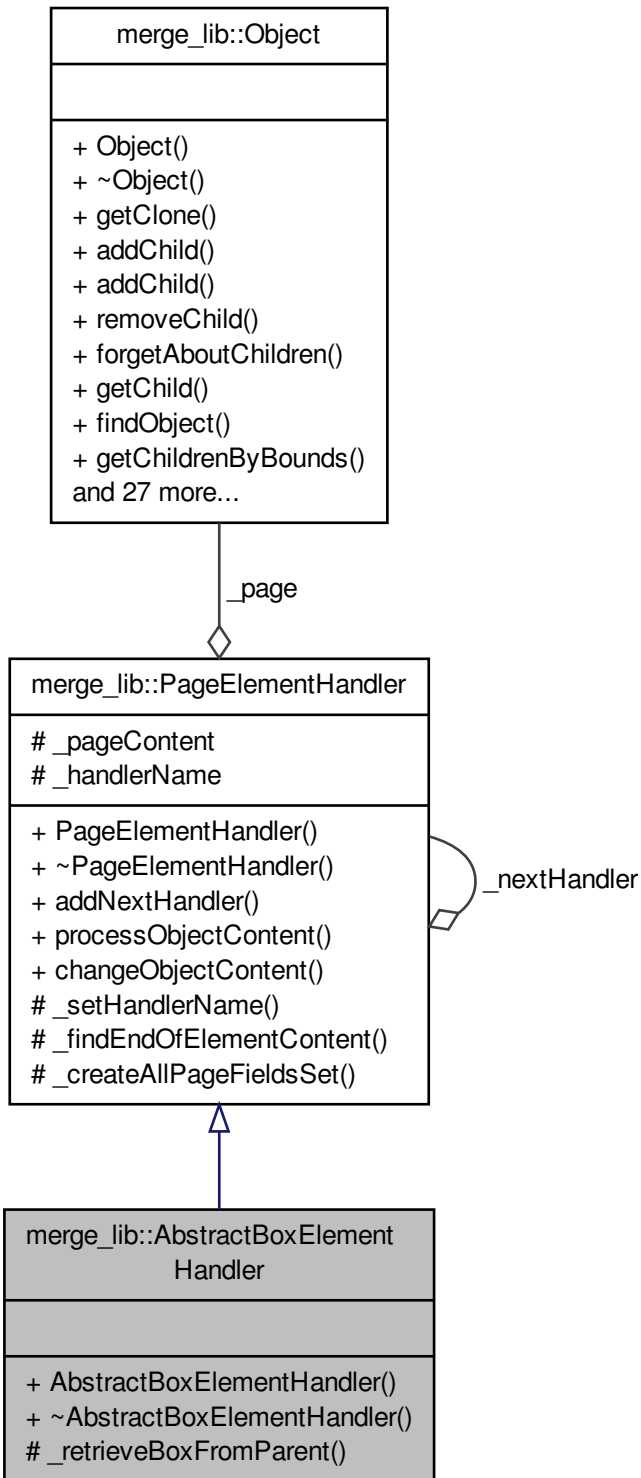 merge_lib::Object
+ Object()
+ ~Object()
+ getClone()
+ addChild()
+ addChild()
+ removeChild()
+ forgetAboutChildren()
+ getChild()
+ findObject()
+ getChildrenByBounds()
and 27 more...
_page
merge_lib::PageElementHandler
# _pageContent
# _handlerName
+ PageElementHandler()
+ ~PageElementHandler()
+ addNextHandler()
+ processObjectContent()
+ changeObjectContent()
# _setHandlerName()
# _findEndOfElementContent()
# _createAllPageFieldsSet()
_nextHandler
merge_lib::AbstractBoxElement
Handler
+ AbstractBoxElementHandler()
+ ~AbstractBoxElementHandler()
# _retrieveBoxFromParent()